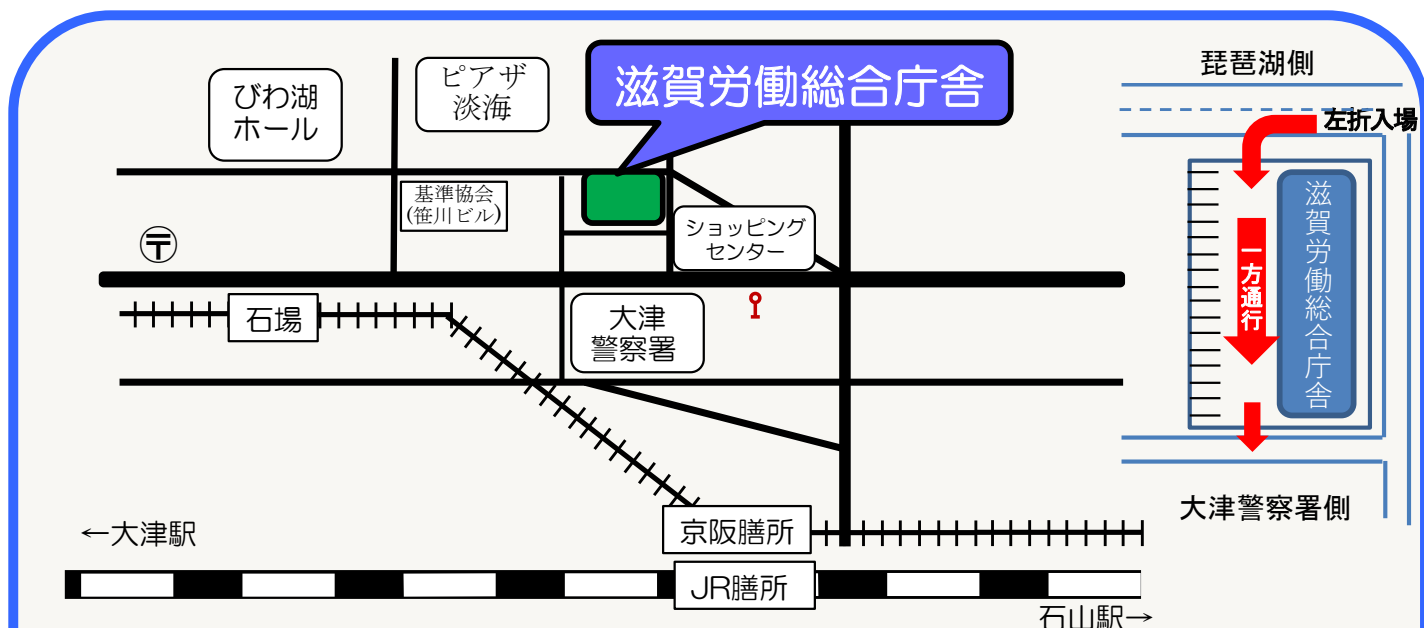 滋賀労働総合庁舎
びわ湖
ホール
ピアザ
淡海
基準協会
(笹川ビル)
ショッピング
センター
〒
石場
大津
警察署
京阪膳所
←大津駅
JR膳所
石山駅→
琵琶湖側
左折入場
一方通行
滋賀労働総合庁舎
大津警察署側